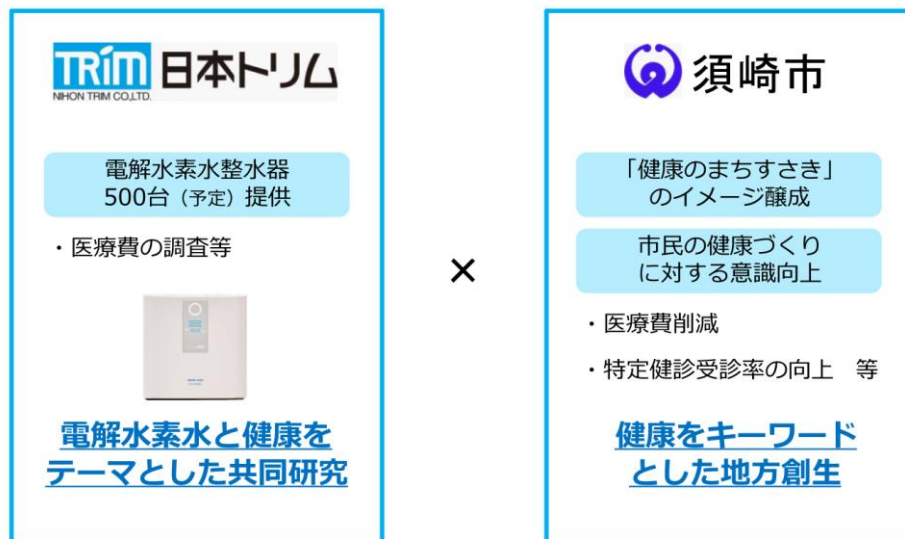 TRIM 日本トリム
NIHON TRIM CO.,LTD.
電解水素水整水器
500台（予定）提供
・医療費の調査等
電解水素水と健康を
テーマとした共同研究
×
須崎市
「健康のまちすさき」
のイメージ醸成
市民の健康づくり
に対する意識向上
・医療費削減
・特定健診受診率の向上　等
健康をキーワード
とした地方創生